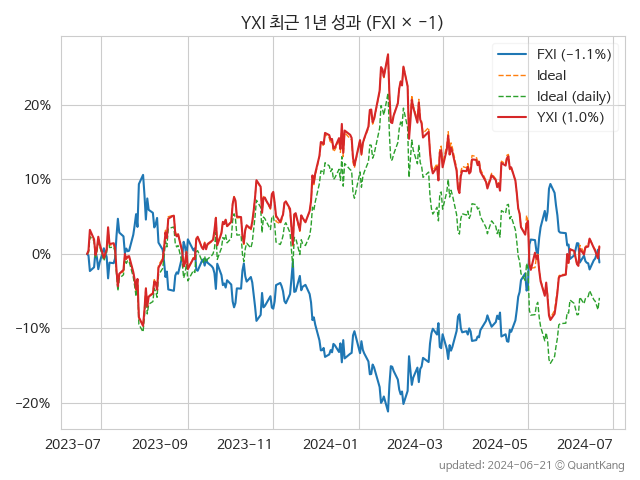 YXI 최근 1년 성과 (FXI × -1)
FXI (-1.1%)
Ideal
Ideal (daily)
YXI (1.0%)
20%
10%
0%
-10%
-20%
2023-07 2023-09 2023-11 2024-01 2024-03 2024-05 2024-07
updated: 2024-06-21 © QuantKang